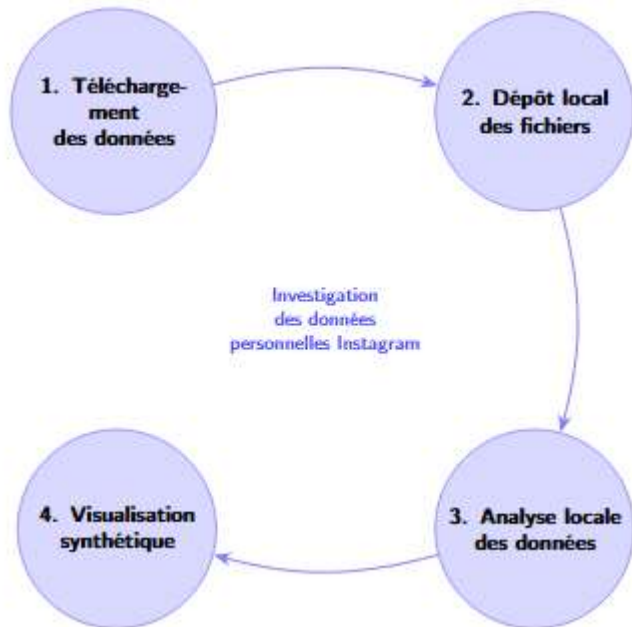 1. Télécharge-
ment
des données
2. Dépôt local
des fichiers
Investigation
des données
personnelles Instagram
4. Visualisation
synthétique
3. Analyse locale
des données